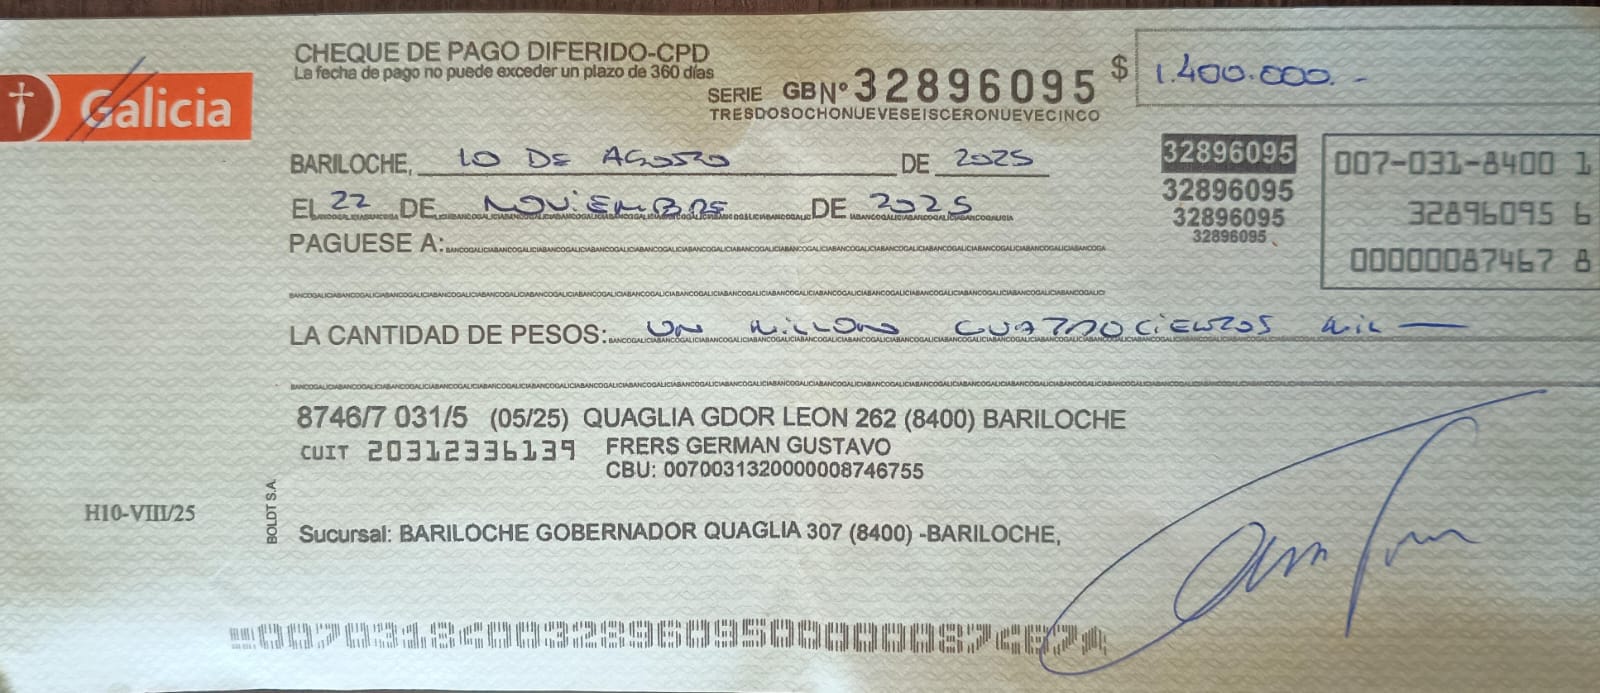 CHEQUE DE PAGO DIFERIDO-CPD
La fecha de pago no puede exceder un plazo de 360 días
Galicia
SERIE GB Nº 32896095
TRESDOSOCHONUEVESEISCERONUEVECINCO
$ 1.400.000.-
BARILOCHE, 10 DE AGOSTO DE 2025
EL 22 DE NOVIEMBRE DE 2025
PAGUESE A:
32896095
32896095
32896095
32896095
007-031-8400 1
32896095 6
00000087467 8
LA CANTIDAD DE PESOS: UN MILLON CUATROCIENTOS MIL —
8746/7 031/5 (05/25) QUAGLIA GDOR LEON 262 (8400) BARILOCHE
CUIT 20312336139 FRERS GERMAN GUSTAVO
CBU: 0070031320000008746755
H10-VIII/25
BOLDT S.A.
Sucursal: BARILOCHE GOBERNADOR QUAGLIA 307 (8400) -BARILOCHE,